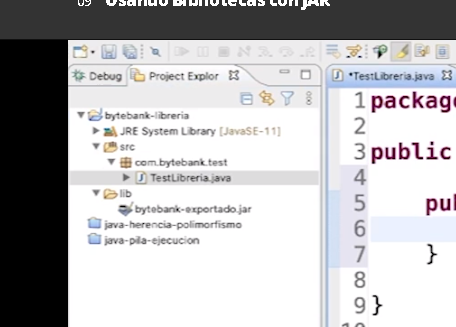 09 Usando Bibliotecas con JAR
Debug Project Explor
*TestLibreria.java
bytebank-libreria
JRE System Library [JavaSE-11]
src
com.bytebank.test
TestLibreria.java
lib
bytebank-exportado.jar
java-herencia-polimorfismo
java-pila-ejecucion
1 package
2
3 public
4
5 pub
6
7 }
8
9 }
10